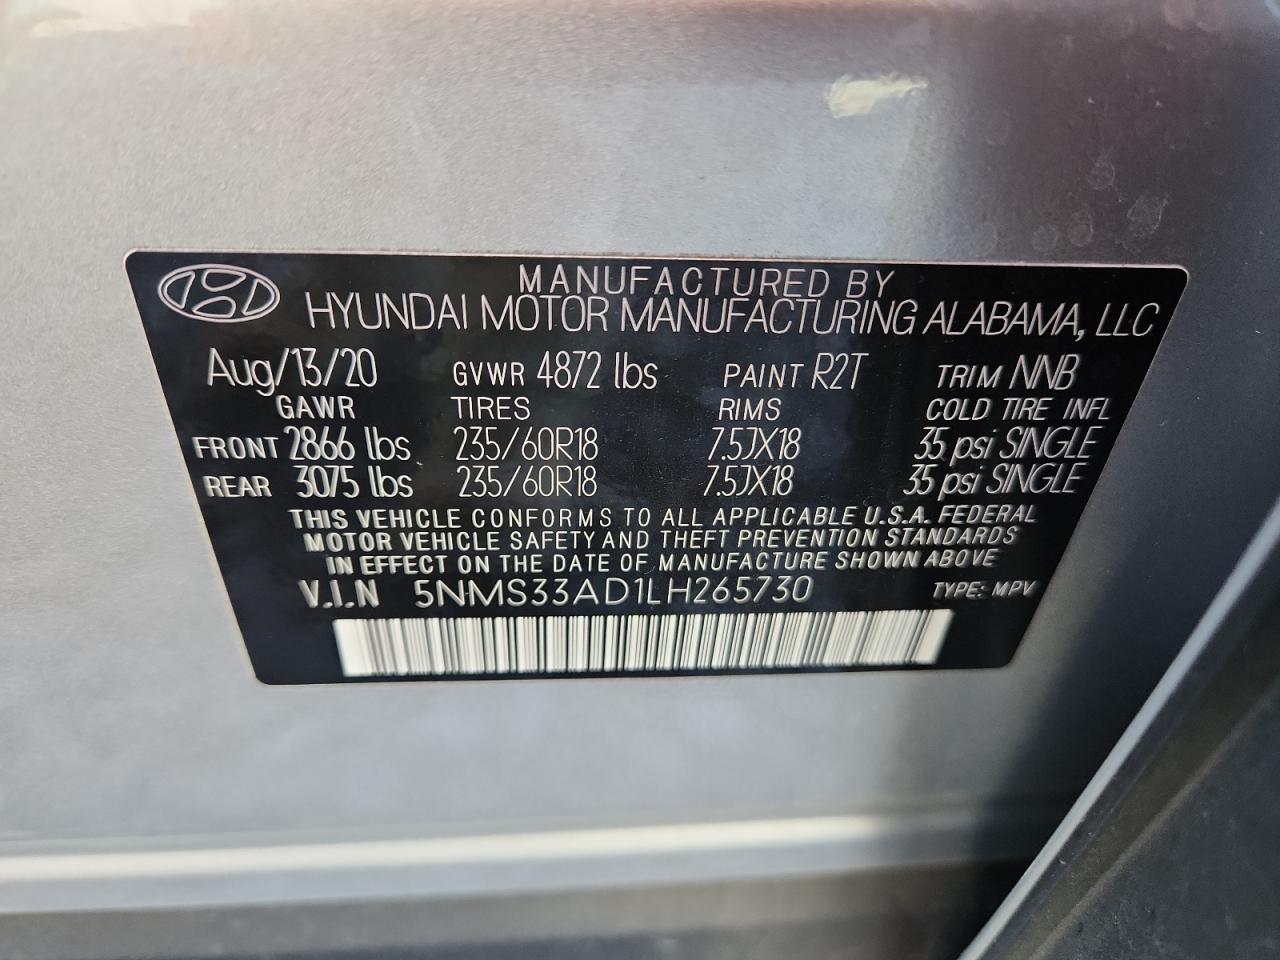 MANUFACTURED BY
HYUNDAI MOTOR MANUFACTURING ALABAMA, LLC
Aug/13/20 GVWR 4872 lbs PAINT R2T TRIM NNB
GAWR TIRES RIMS COLD TIRE INFL
FRONT 2866 lbs 235/60R18 7.5JX18 35 psi SINGLE
REAR 3075 lbs 235/60R18 7.5JX18 35 psi SINGLE
THIS VEHICLE CONFORMS TO ALL APPLICABLE U.S.A. FEDERAL
MOTOR VEHICLE SAFETY AND THEFT PREVENTION STANDARDS
IN EFFECT ON THE DATE OF MANUFACTURE SHOWN ABOVE
V.I.N 5NMS33AD1LH265730 TYPE: MPV